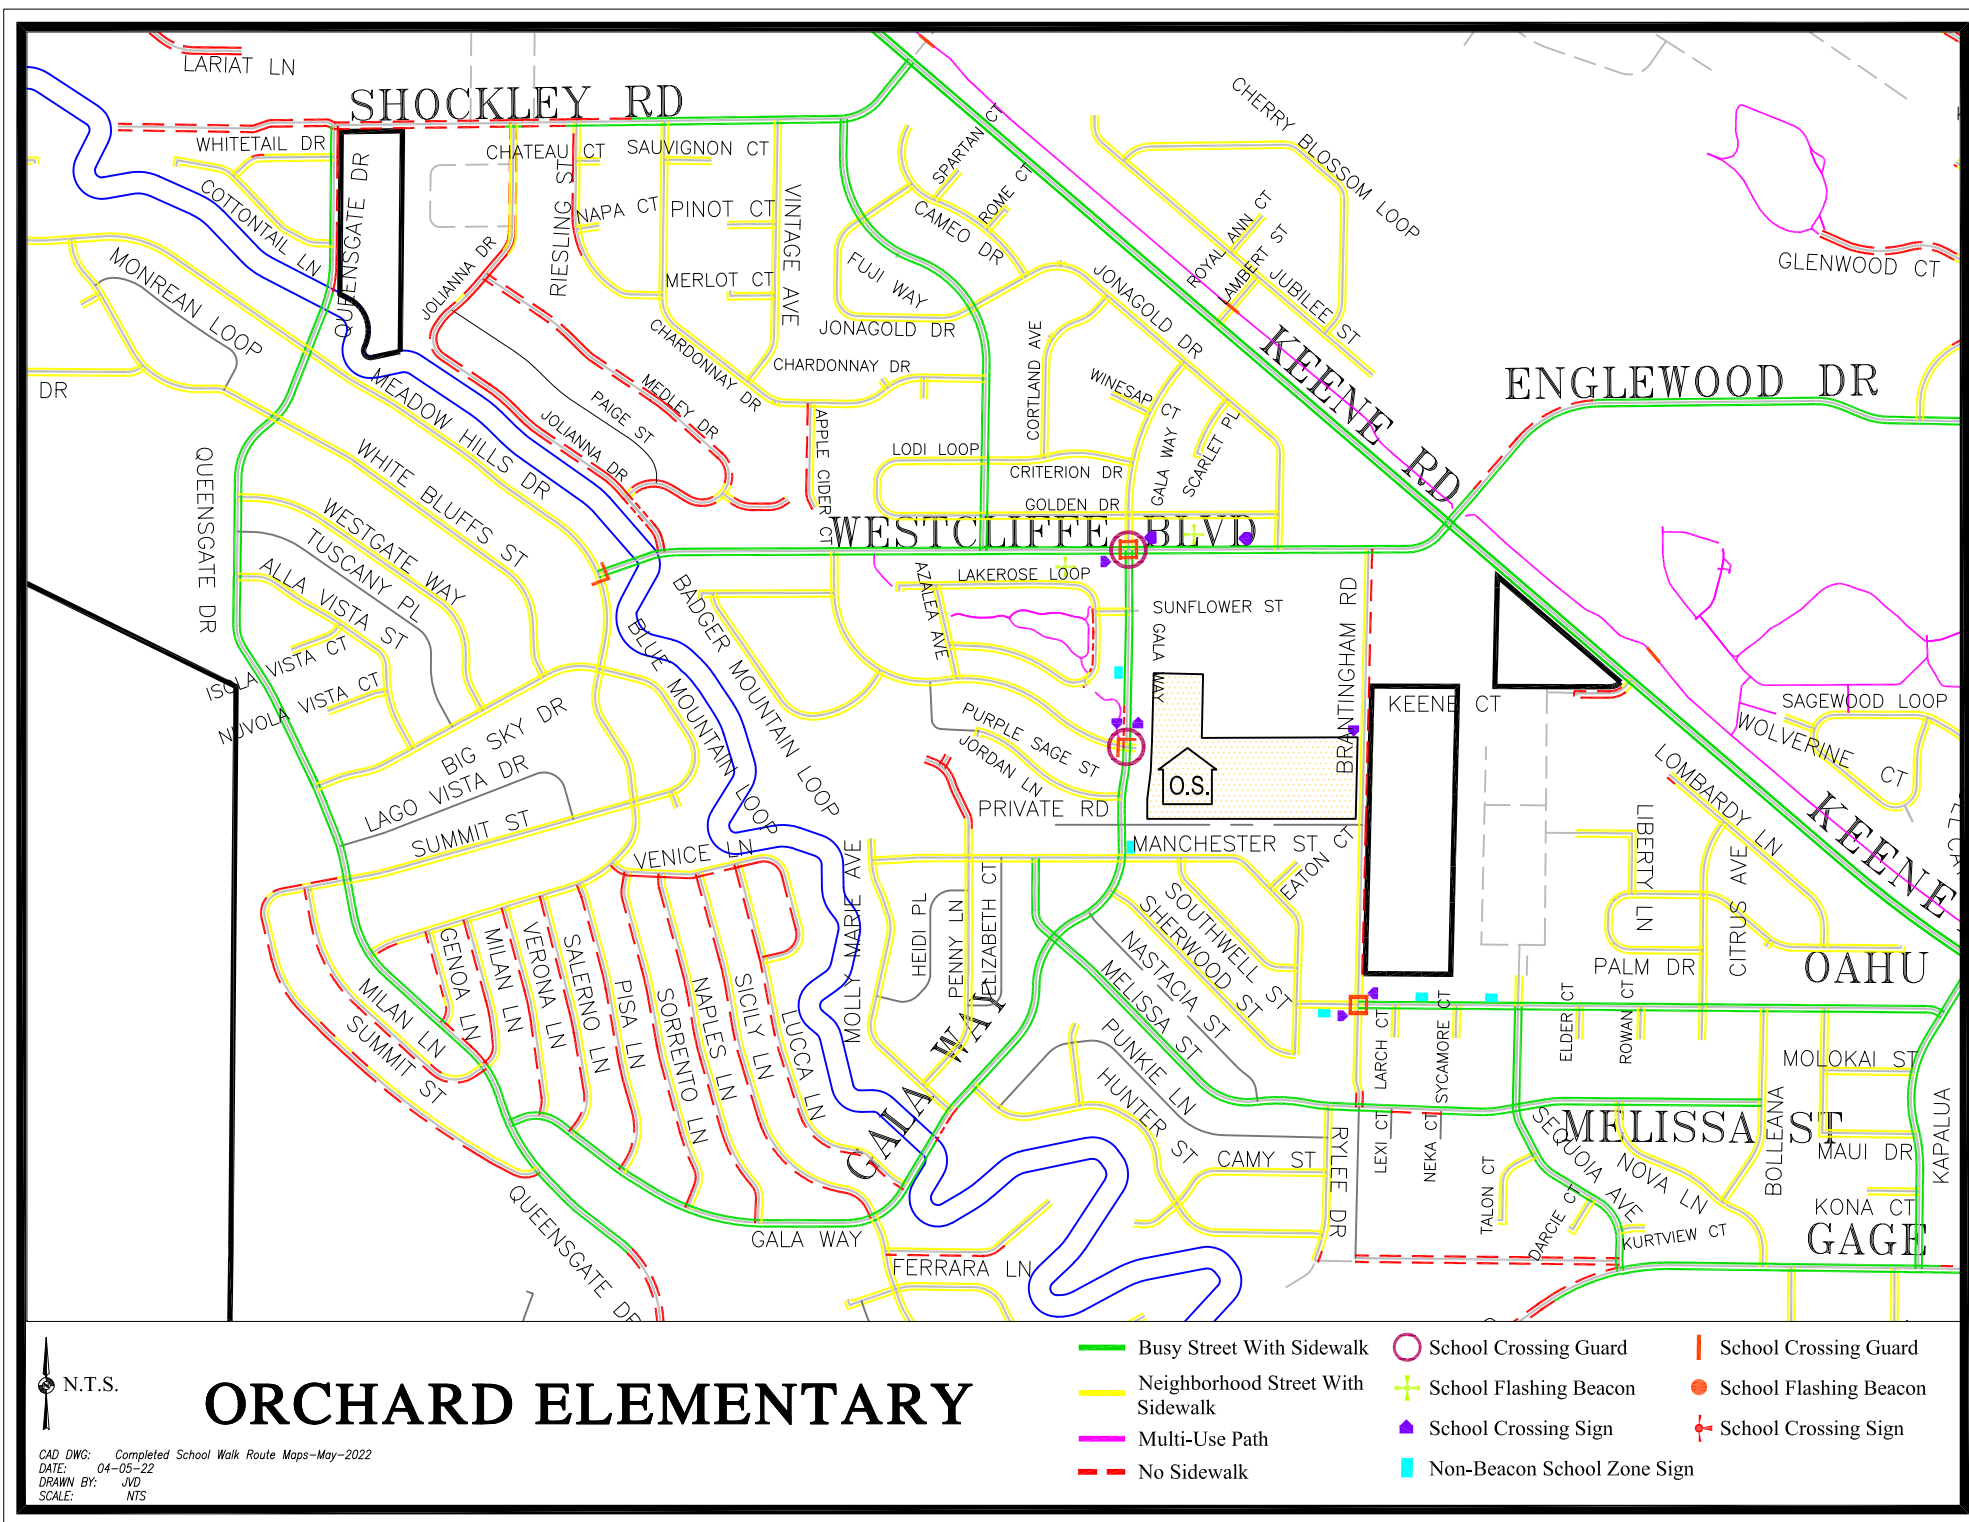 LARIAT LN
SHOCKLEY RD
WHITETAIL DR
COTTONTAIL LN
QUEENSGATE DR
CHATEAU CT
SAUVIGNON CT
RIESLING ST
NAPA CT
PINOT CT
MERLOT CT
VINTAGE AVE
JOLIANNA DR
CHARDONNAY DR
CHARDONNAY DR
SPARTAN CT
ROME CT
CAMEO DR
FUJI WAY
JONAGOLD DR
JONAGOLD DR
CHERRY BLOSSOM LOOP
ROYAL ANN CT
LAMBERT ST
JUBILEE ST
GLENWOOD CT
KEENE RD
ENGLEWOOD DR
MONREAN LOOP
DR
MEADOW HILLS DR
PAIGE ST
MEDLEY DR
JOLIANNA DR
APPLE CIDER CT
CORTLAND AVE
WINESAP CT
GALA WAY
SCARLET PL
LODI LOOP
CRITERION DR
GOLDEN DR
WESTCLIFFE BLVD
QUEENSGATE DR
WHITE BLUFFS ST
WESTGATE WAY
TUSCANY PL
ALLA VISTA ST
ISOLA VISTA CT
NUVOLA VISTA CT
BIG SKY DR
LAGO VISTA DR
SUMMIT ST
BLUE MOUNTAIN LOOP
BADGER MOUNTAIN LOOP
AZALEA AVE
LAKEROSE LOOP
SUNFLOWER ST
GALA WAY
BRANTINGHAM RD
KEENE CT
PURPLE SAGE ST
JORDAN LN
PRIVATE RD
O.S.
SAGEWOOD LOOP
WOLVERINE CT
LOMBARDY LN
KEENE
MANCHESTER ST
EATON CT
VENICE LN
MOLLY MARIE AVE
HEIDI PL
PENNY LN
ELIZABETH CT
SOUTHWELL ST
SHERWOOD ST
NASTACIA ST
MELISSA ST
PUNKIE LN
HUNTER ST
LIBERTY LN
CITRUS AVE
PALM DR
OAHU
GENOA LN
MILAN LN
VERONA LN
SALERNO LN
PISA LN
SORRENTO LN
NAPLES LN
SICILY LN
LUCCA LN
MILAN LN
SUMMIT ST
GALA WAY
LARCH CT
SYCAMORE CT
ELDER CT
ROWAN CT
MOLOKAI ST
BOLLEANA
MELISSA ST
MAUI DR
KAPALUA
KONA CT
GAGE
CAMY ST
RYLEE DR
LEXI CT
NEKA CT
TALON CT
DARCIE CT
SEQUOIA AVE
NOVA LN
KURTVIEW CT
QUEENSGATE DR
GALA WAY
FERRARA LN
N.T.S.
ORCHARD ELEMENTARY
CAD DWG: Completed School Walk Route Maps-May-2022
DATE: 04-05-22
DRAWN BY: JVD
SCALE: NTS
Busy Street With Sidewalk
Neighborhood Street With
Sidewalk
Multi-Use Path
No Sidewalk
School Crossing Guard
School Flashing Beacon
School Crossing Sign
Non-Beacon School Zone Sign
School Crossing Guard
School Flashing Beacon
School Crossing Sign